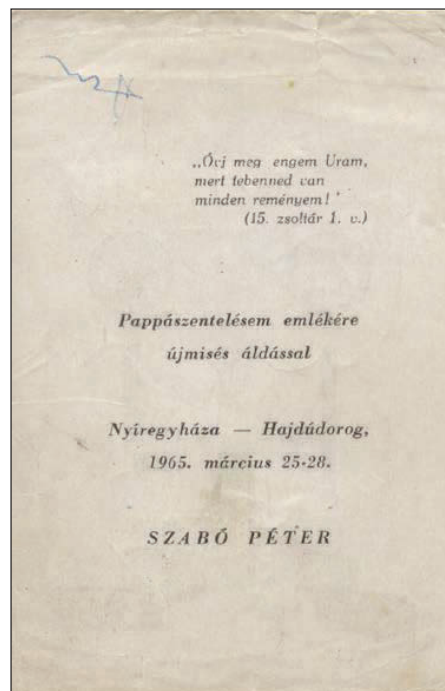 „Óvj meg engem Uram,
mert tebenned van
minden reményem!"
(15. zsoltár 1. v.)
Pappászentelésem emlékére
újmisés áldással
Nyíregyháza — Hajdúdorog,
1965. március 25-28.
SZABÓ PÉTER